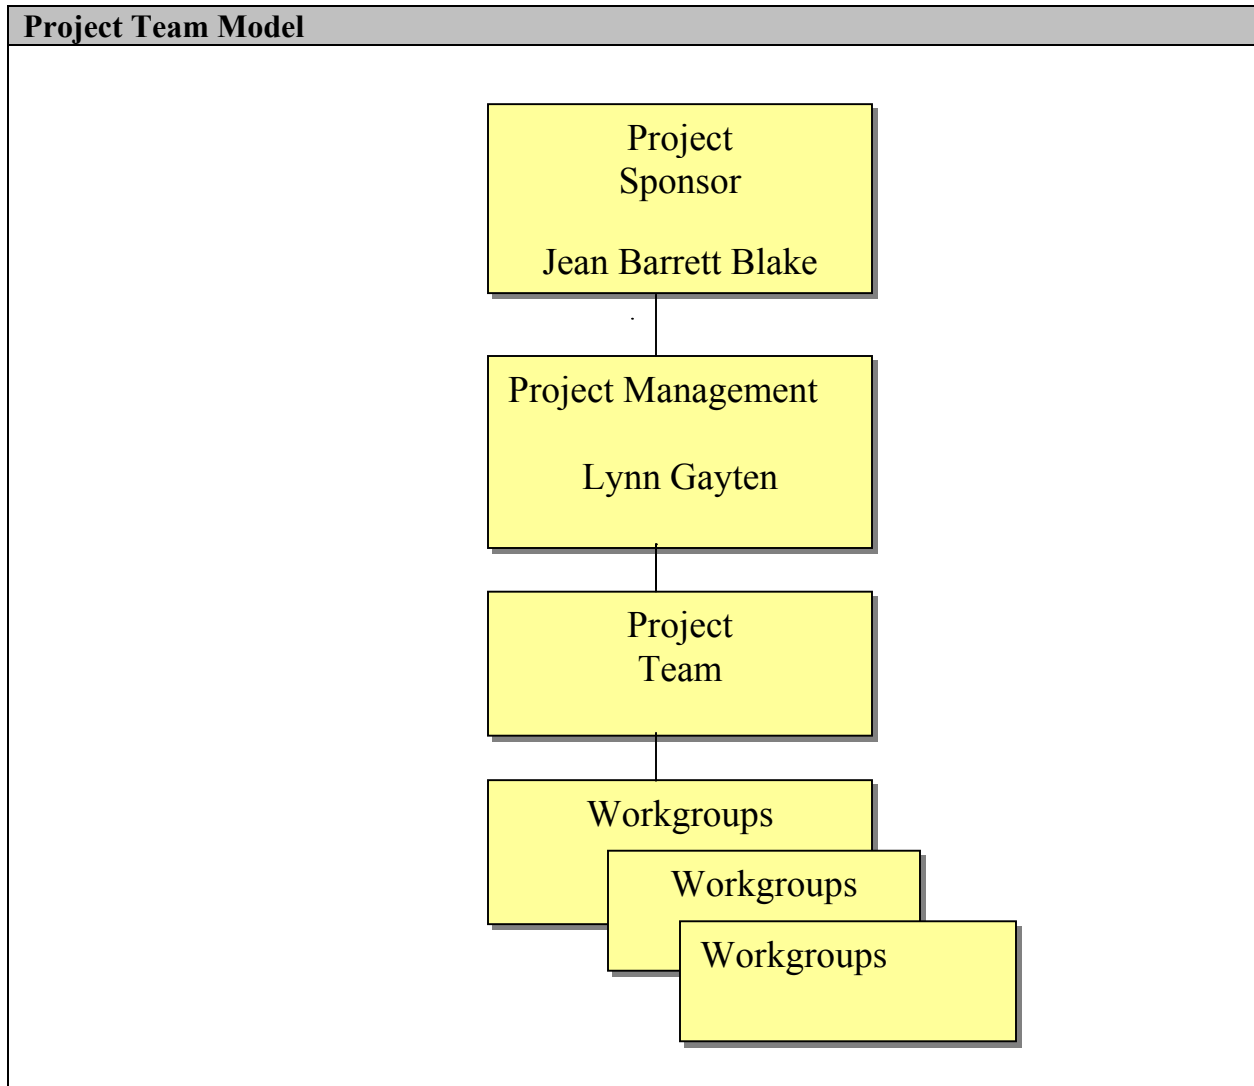 Project Team Model
Project
Sponsor
Jean Barrett Blake
.
Project Management
Lynn Gayten
Project
Team
Workgroups
Workgroups
Workgroups